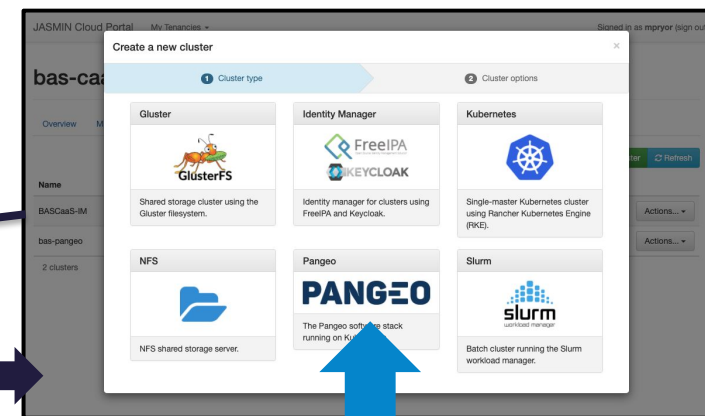 JASMIN Cloud Portal My Tenancies Signed in as mpryor (sign out
Create a new cluster ×
bas-caa
1 Cluster type 2 Cluster options
Overview M
Gluster Identity Manager Kubernetes
GlusterFS FreeIPA KEYCLOAK
Shared storage cluster using the
Gluster filesystem.
Identity manager for clusters using
FreeIPA and Keycloak.
Single-master Kubernetes cluster
using Rancher Kubernetes Engine
(RKE).
Refresh
Name
BASCaaS-IM Actions...
bas-pangeo Actions...
2 clusters
NFS Pangeo Slurm
PANGEO
slurm
workload manager
NFS shared storage server.
The Pangeo software stack
running on
Batch cluster running the Slurm
workload manager.